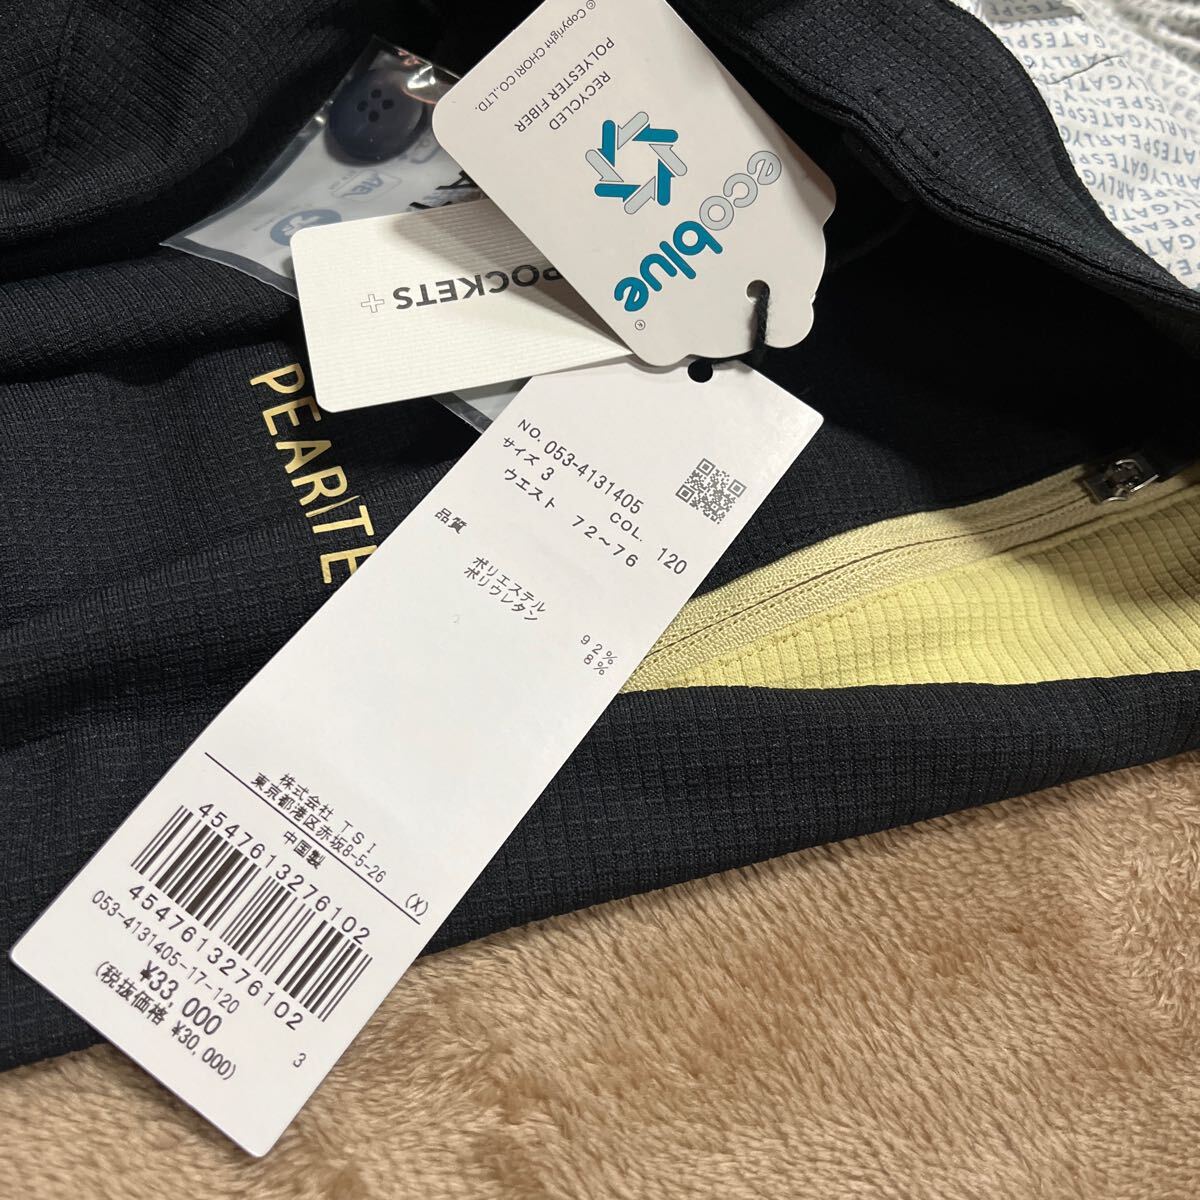 © Copyright CHORI CO.,LTD.
RECYCLED
POLYESTER FIBER
eco blue
®
POCKETS+
PEARITE
NO. 053-4131405
サイズ 3 COL. 120
ウエスト 72~76
品質
ポリエステル 92%
ポリウレタン 8%
株式会社 TSI
東京都港区赤坂8-5-26
中国製 (X)
4547613276102
4547613276102
053-4131405-17-120
¥33,000
(税抜価格 ¥30,000)
3
PEARLYGATES